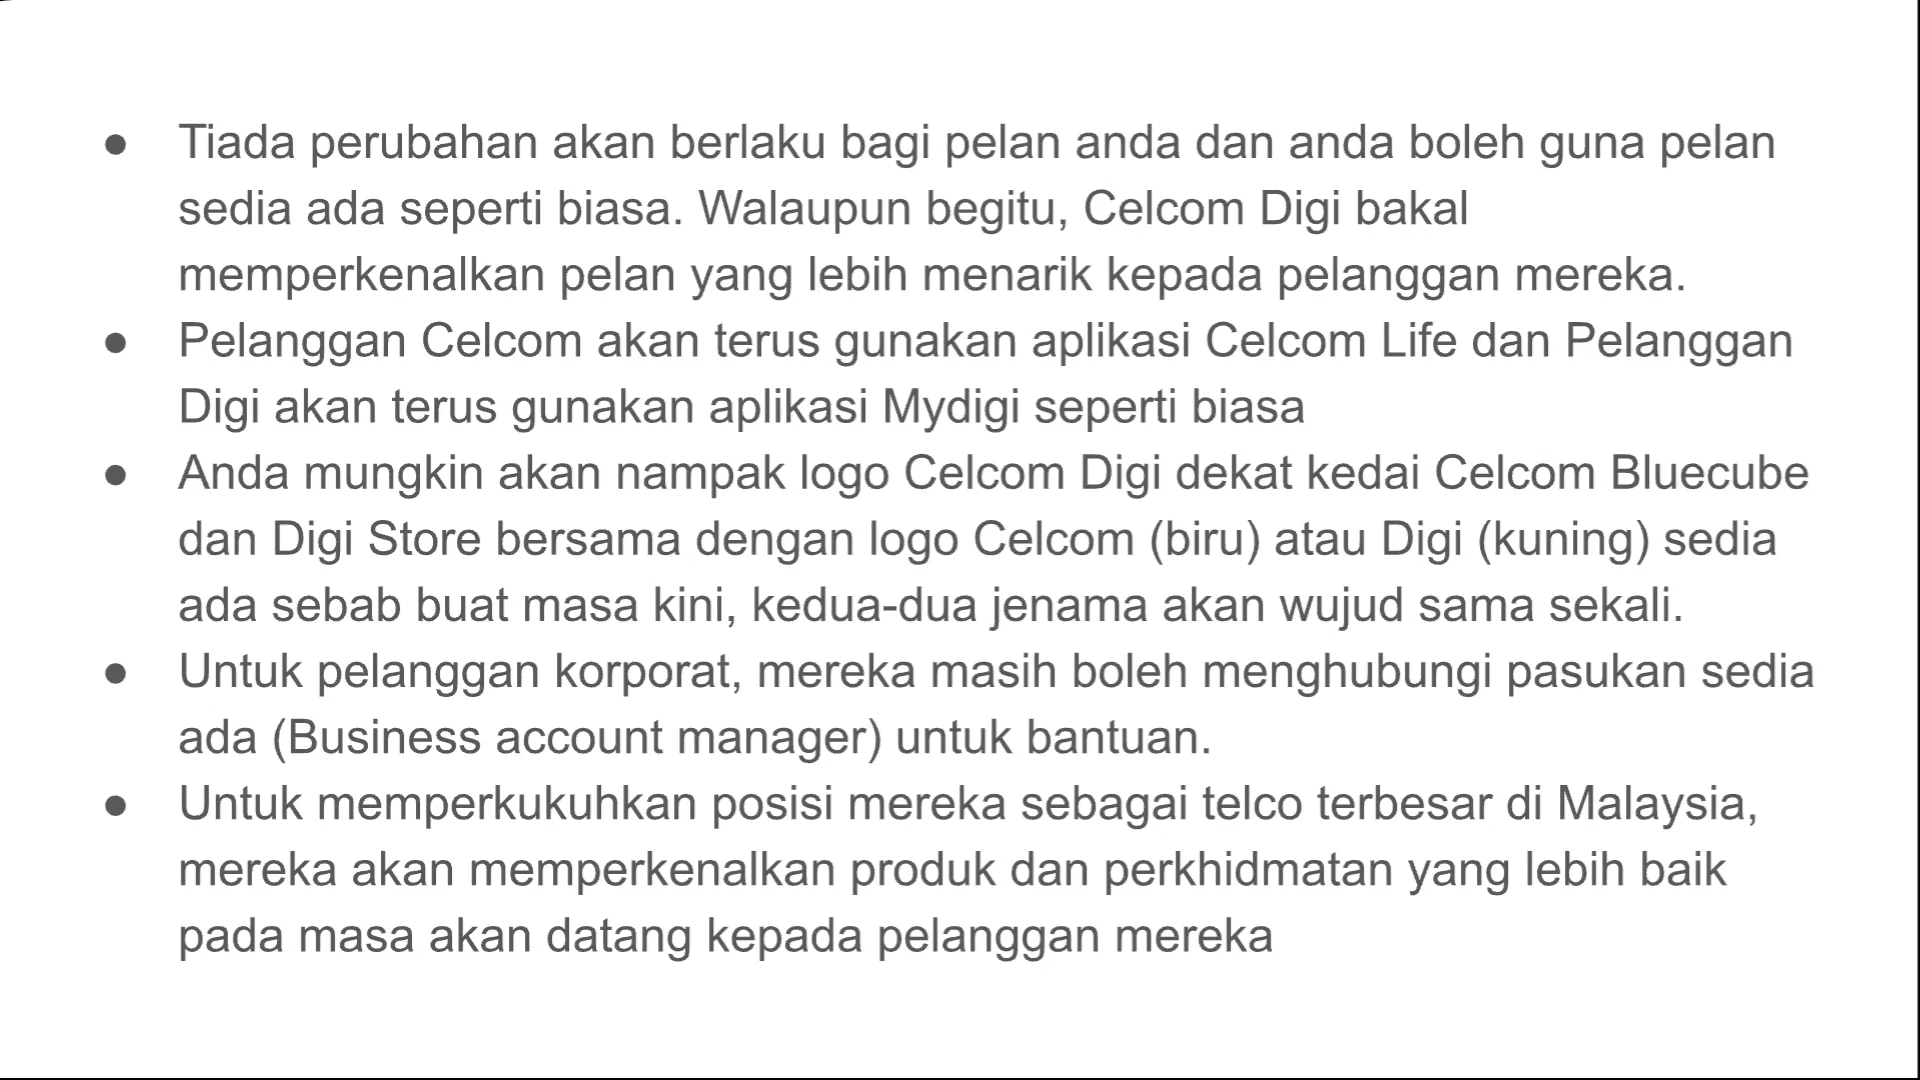 ● Tiada perubahan akan berlaku bagi pelan anda dan anda boleh guna pelan
sedia ada seperti biasa. Walaupun begitu, Celcom Digi bakal
memperkenalkan pelan yang lebih menarik kepada pelanggan mereka.
● Pelanggan Celcom akan terus gunakan aplikasi Celcom Life dan Pelanggan
Digi akan terus gunakan aplikasi Mydigi seperti biasa
● Anda mungkin akan nampak logo Celcom Digi dekat kedai Celcom Bluecube
dan Digi Store bersama dengan logo Celcom (biru) atau Digi (kuning) sedia
ada sebab buat masa kini, kedua-dua jenama akan wujud sama sekali.
● Untuk pelanggan korporat, mereka masih boleh menghubungi pasukan sedia
ada (Business account manager) untuk bantuan.
● Untuk memperkukuhkan posisi mereka sebagai telco terbesar di Malaysia,
mereka akan memperkenalkan produk dan perkhidmatan yang lebih baik
pada masa akan datang kepada pelanggan mereka